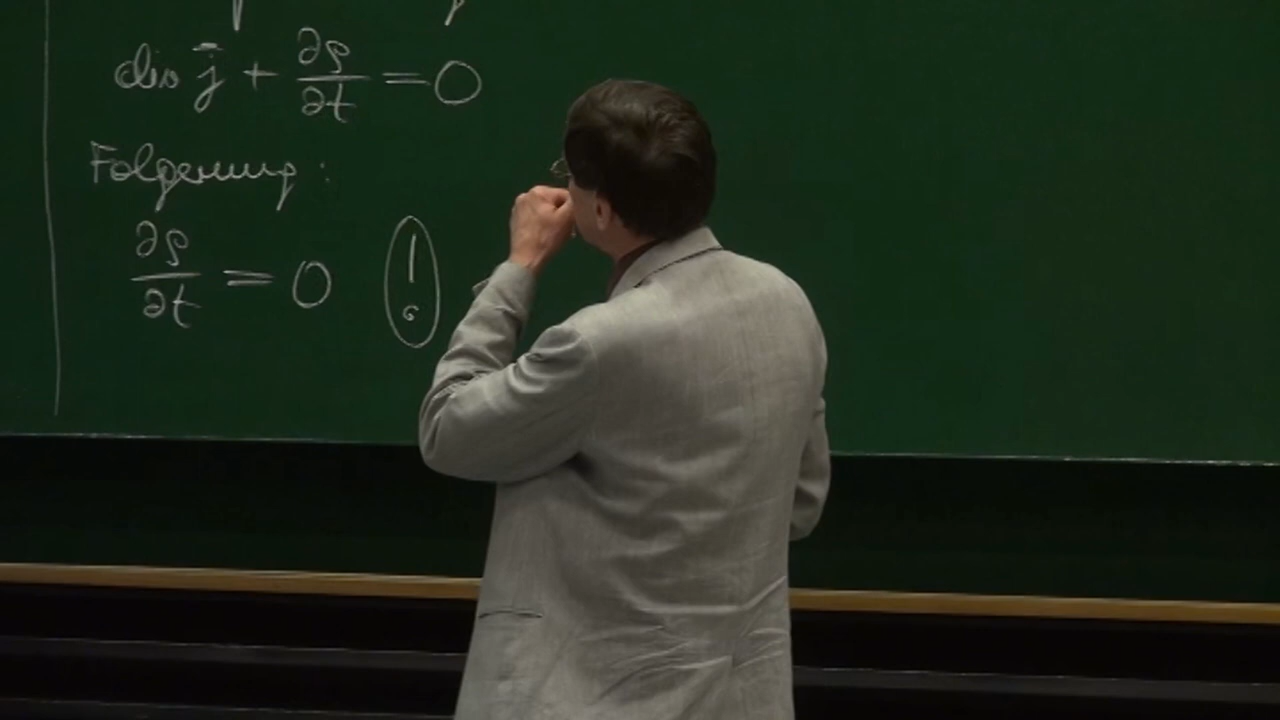 div j̄ + ∂ρ/∂t = 0
Folgerung:
∂ρ/∂t = 0 !